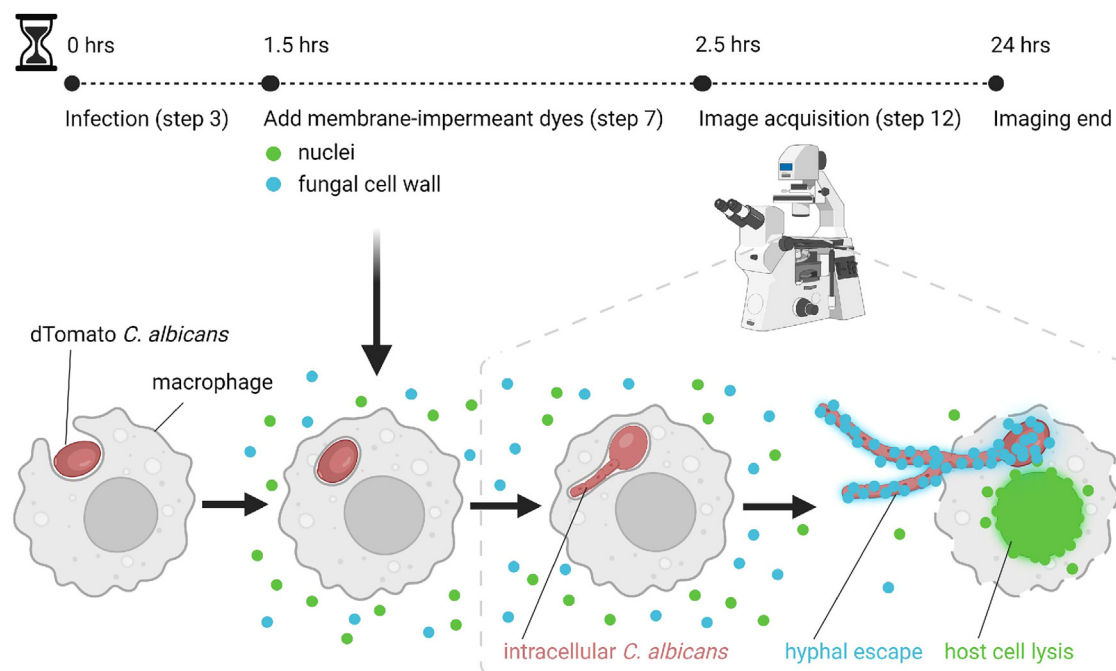 0 hrs
1.5 hrs
2.5 hrs
24 hrs
Infection (step 3)
Add membrane-impermeant dyes (step 7)
Image acquisition (step 12)
Imaging end
nuclei
fungal cell wall
dTomato C. albicans
macrophage
intracellular C. albicans
hyphal escape
host cell lysis